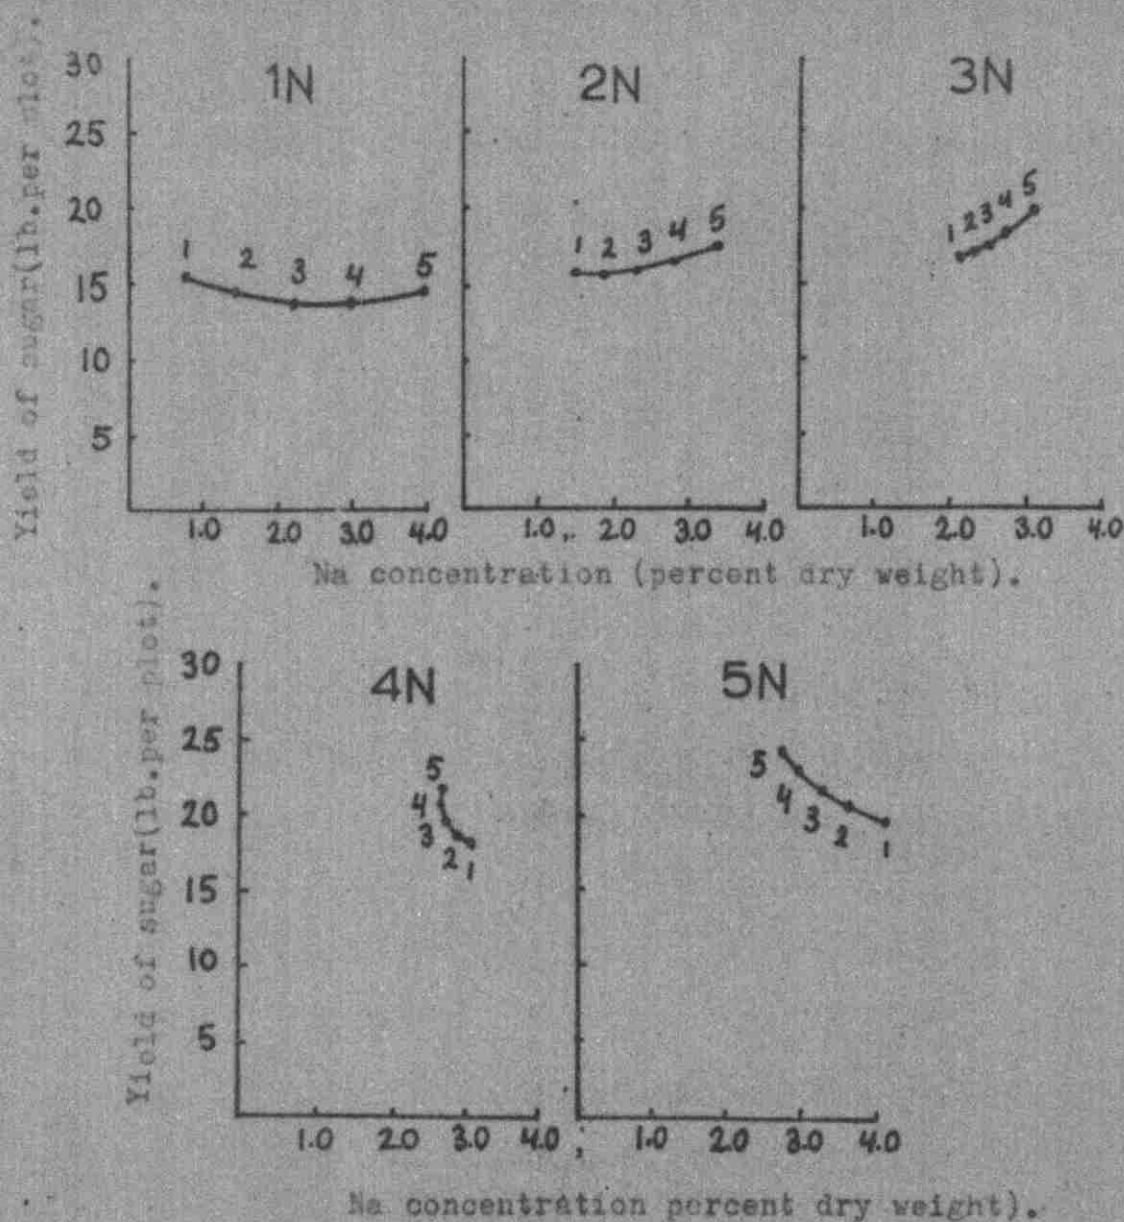 Yield of sugar(lb.per plot).
30
25
20
15
10
5
1N
1
2
3
4
5
1.0 2.0 3.0 4.0
2N
1 2 3 4 5
1.0 2.0 3.0 4.0
3N
1 2 3 4 5
1.0 2.0 3.0 4.0
Na concentration (percent dry weight).
Yield of sugar(lb.per plot).
30
25
20
15
10
5
4N
5
4
3
2
1
1.0 2.0 3.0 4.0
5N
5
4
3
2
1
1.0 2.0 3.0 4.0
Na concentration percent dry weight).